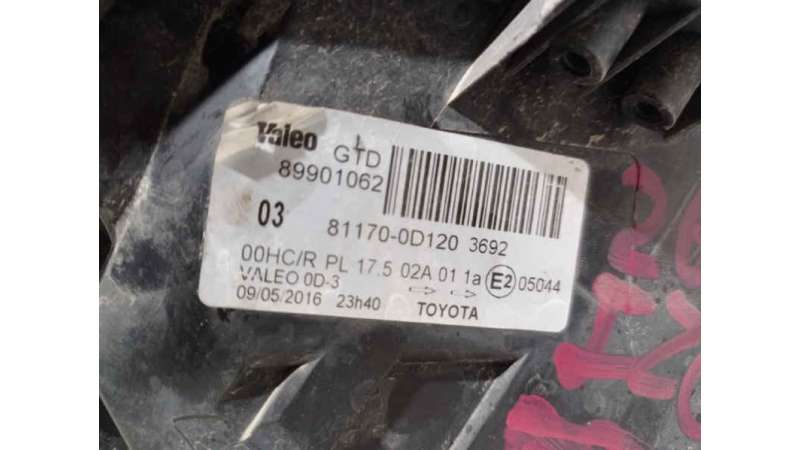 Valeo
GTD
89901062
03
81170-0D120 3692
00HC/R PL 17.5 02A 01 1a E2 05044
VALEO 0D-3
09/05/2016 23h40
TOYOTA